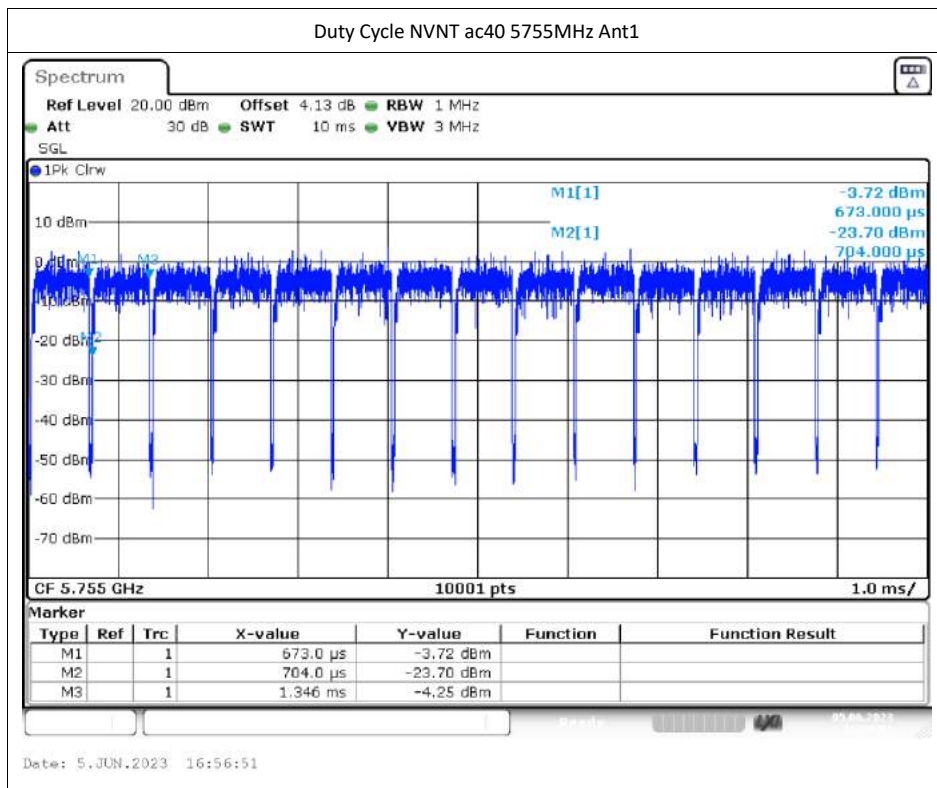 Duty Cycle NVNT ac40 5755MHz Ant1
Spectrum
Ref Level 20.00 dBm Offset 4.13 dB RBW 1 MHz
Att 30 dB SWT 10 ms VBW 3 MHz
SGL
1Pk Clrw
M1[1] -3.72 dBm
673.000 µs
10 dBm
M2[1] -23.70 dBm
704.000 µs
0 dBm M1 M3
-10 dBm
-20 dBm M2
-30 dBm
-40 dBm
-50 dBm
-60 dBm
-70 dBm
CF 5.755 GHz 10001 pts 1.0 ms/
Marker
Type Ref Trc X-value Y-value Function Function Result
M1 1 673.0 µs -3.72 dBm
M2 1 704.0 µs -23.70 dBm
M3 1 1.346 ms -4.25 dBm
Ready LXI 05.06.2023
Date: 5.JUN.2023 16:56:51